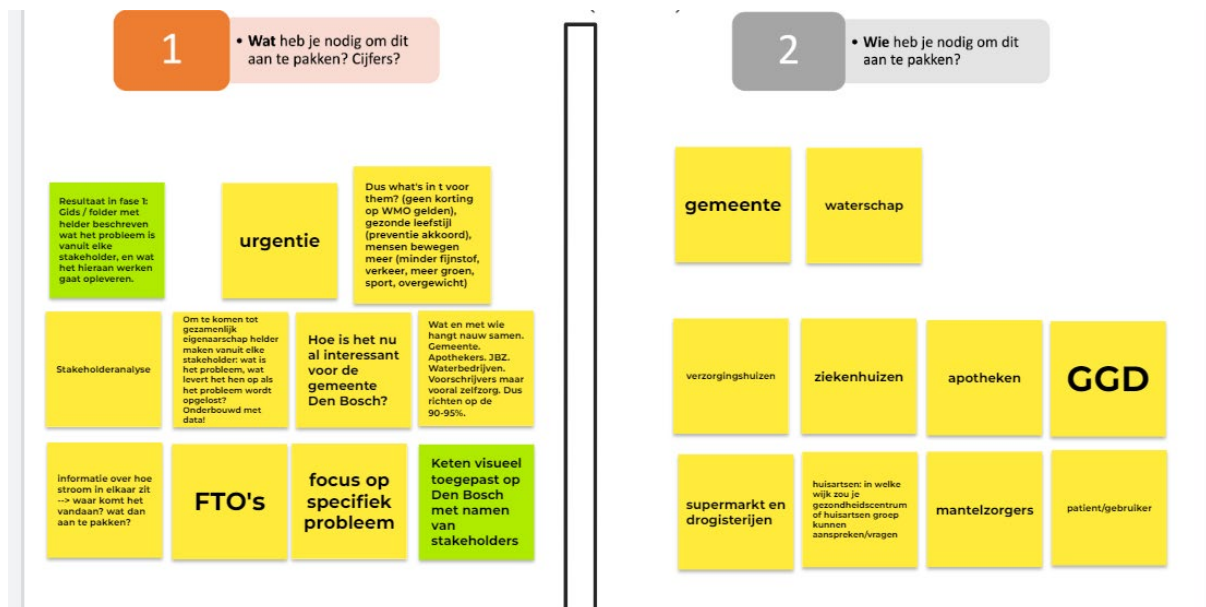 1
• Wat heb je nodig om dit
aan te pakken? Cijfers?
Resultaat in fase 1:
Gids / folder met
helder beschreven
wat het probleem is
vanuit elke
stakeholder, en wat
het hieraan werken
gaat opleveren.
urgentie
Dus what's in t voor
them? (geen korting
op WMO gelden),
gezonde leefstijl
(preventie akkoord),
mensen bewegen
meer (minder fijnstof,
verkeer, meer groen,
sport, overgewicht)
Stakeholderanalyse
Om te komen tot
gezamenlijk
eigenaarschap helder
maken vanuit elke
stakeholder: wat is
het probleem, wat
levert het hen op als
het probleem wordt
opgelost?
Onderbouwd met
data!
Hoe is het nu
al interessant
voor de
gemeente
Den Bosch?
Wat en met wie
hangt nauw samen.
Gemeente.
Apothekers. JBZ.
Waterbedrijven.
Voorschrijvers maar
vooral zelfzorg. Dus
richten op de
90-95%.
informatie over hoe
stroom in elkaar zit
--> waar komt het
vandaan? wat dan
aan te pakken?
FTO's
focus op
specifiek
probleem
Keten visueel
toegepast op
Den Bosch
met namen
van
stakeholders
2
• Wie heb je nodig om dit
aan te pakken?
gemeente
waterschap
verzorgingshuizen
ziekenhuizen
apotheken
GGD
supermarkt en
drogisterijen
huisartsen: in welke
wijk zou je
gezondheidscentrum
of huisartsen groep
kunnen
aanspreken/vragen
mantelzorgers
patient/gebruiker